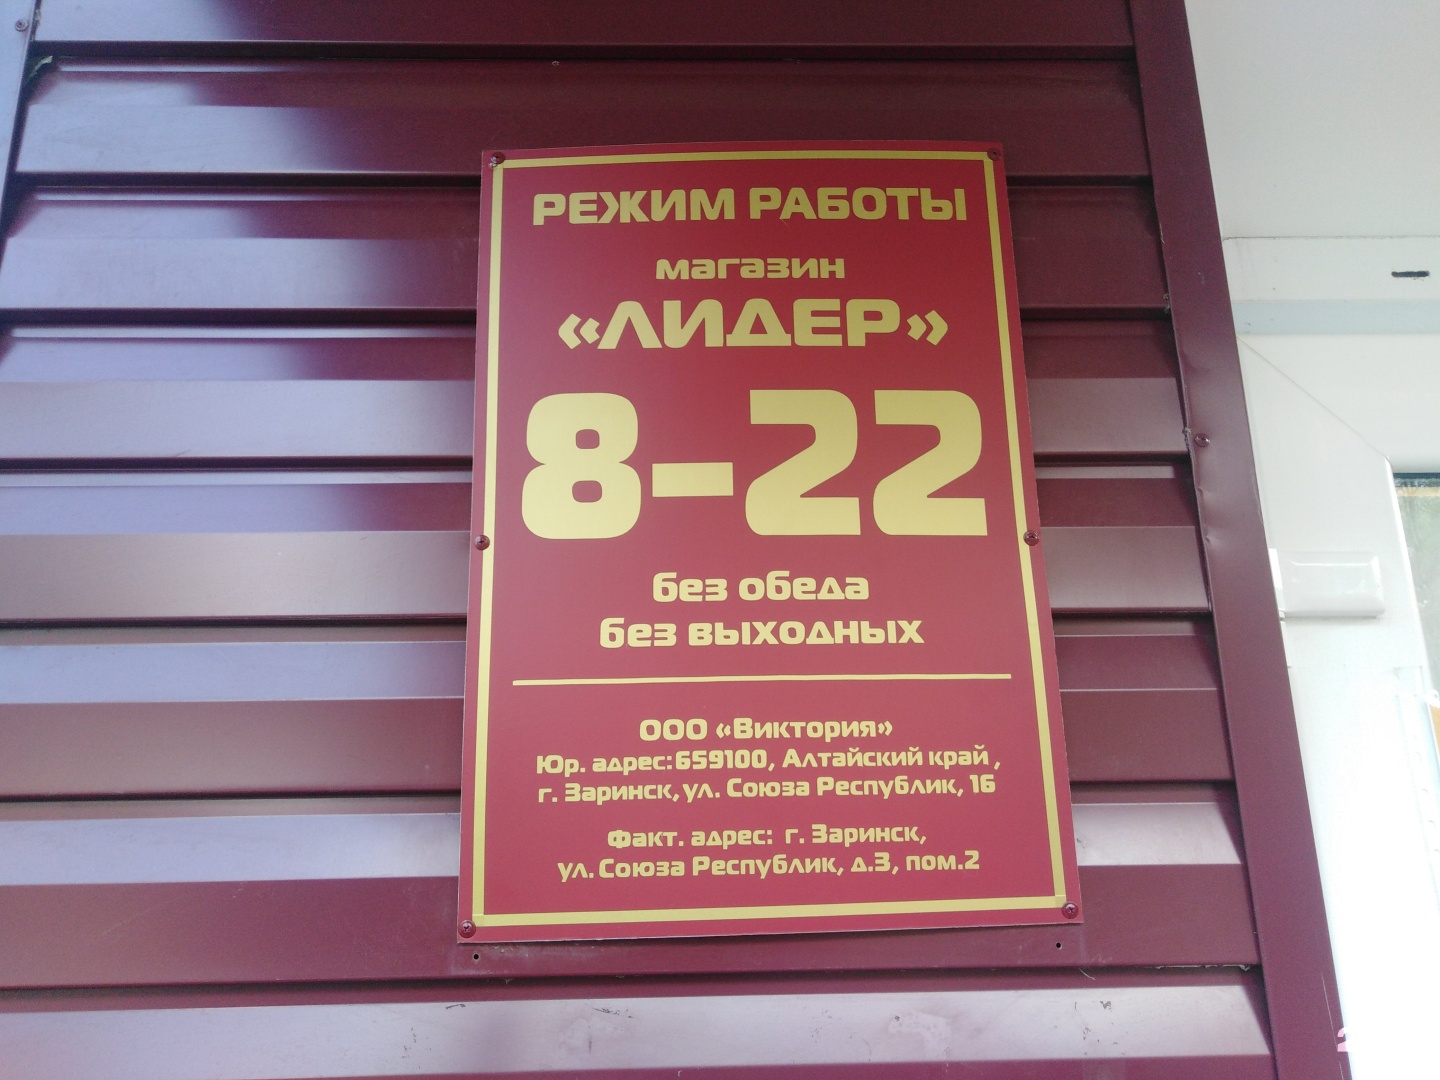 РЕЖИМ РАБОТЫ
магазин
«ЛИДЕР»
8-22
без обеда
без выходных
ООО «Виктория»
Юр. адрес:659100, Алтайский край ,
г. Заринск,ул. Союза Республик, 16
Факт. адрес: г. Заринск,
ул.Союза Республик, д.3, пом.2